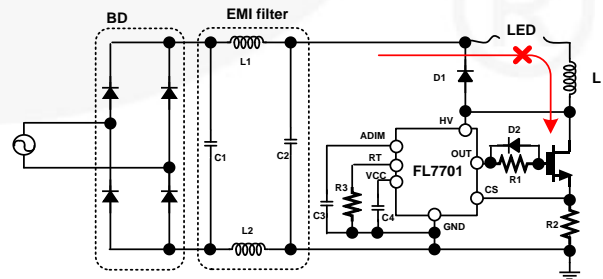 BD
EMI filter
LED
L1
D1
L
HV
ADIM
D2
RT
OUT
C1
C2
VCC
FL7701
R3
R1
CS
C3
C4
R2
GND
L2